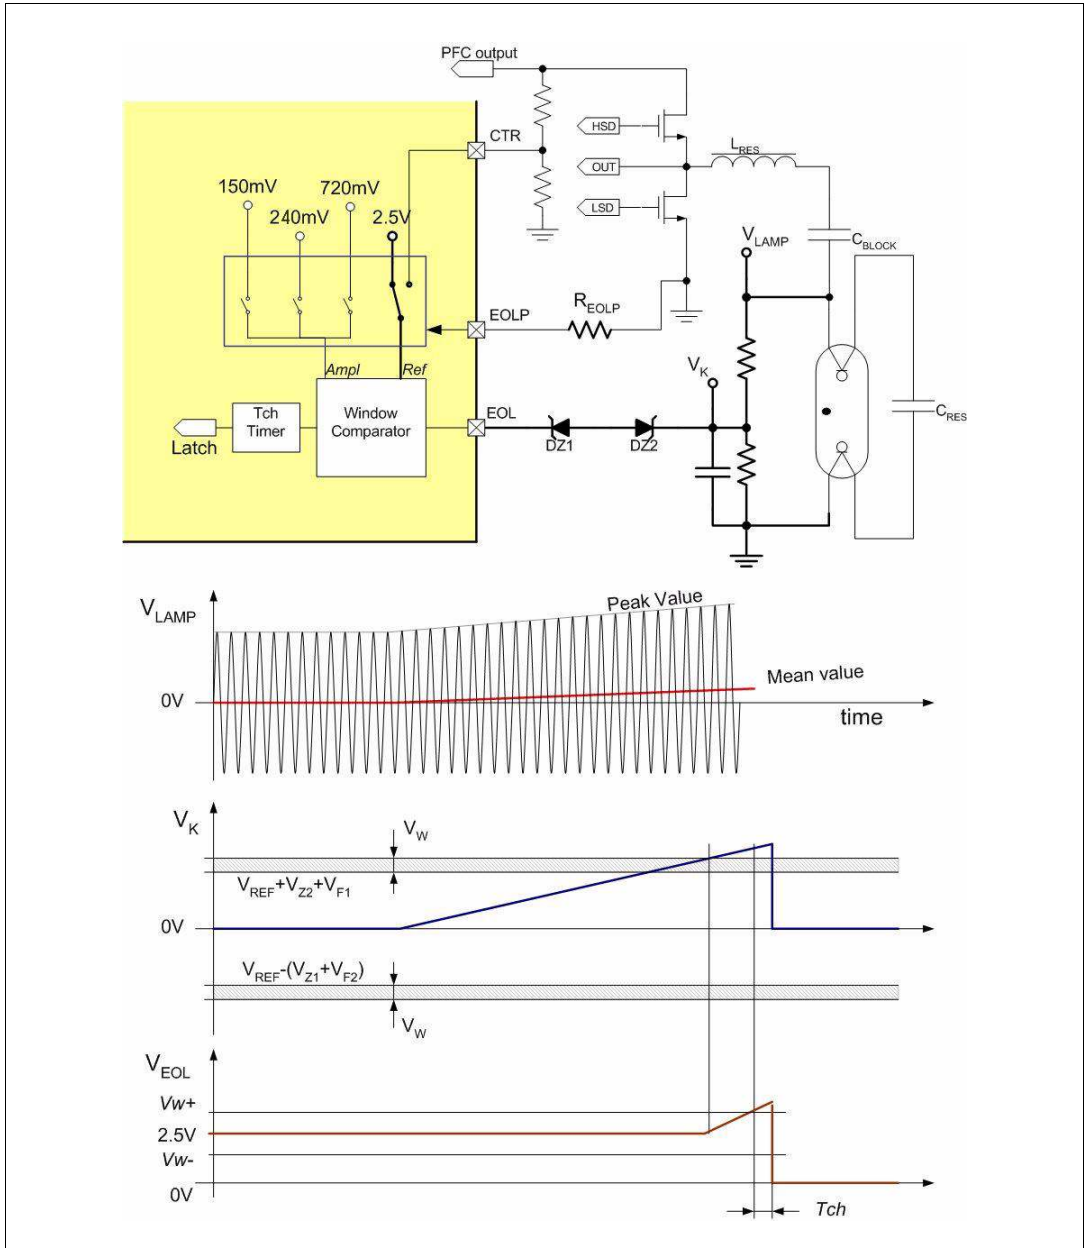 PFC output
CTR
HSD
LRES
OUT
LSD
150mV
720mV
240mV
2.5V
VLAMP
CBLOCK
EOLP
REOLP
VK
Ampl
Ref
Tch
Timer
Window
Comparator
EOL
Latch
DZ1
DZ2
CRES
VLAMP
Peak Value
Mean value
0V
time
VK
VW
VREF+VZ2+VF1
0V
VREF-(VZ1+VF2)
VW
VEOL
Vw+
2.5V
Vw-
0V
Tch